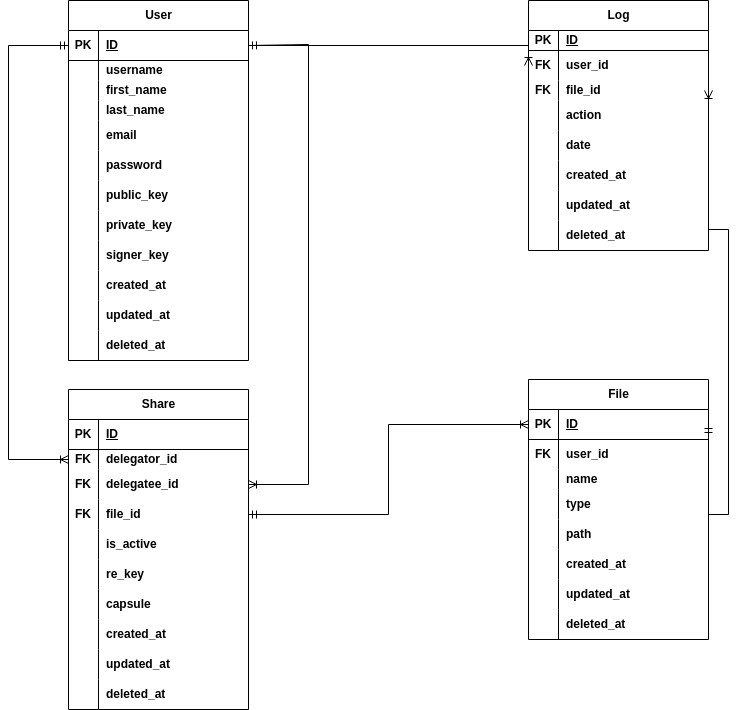 User
PK ID
username
first_name
last_name
email
password
public_key
private_key
signer_key
created_at
updated_at
deleted_at
Log
PK ID
FK user_id
FK file_id
action
date
created_at
updated_at
deleted_at
Share
PK ID
FK delegator_id
FK delegatee_id
FK file_id
is_active
re_key
capsule
created_at
updated_at
deleted_at
File
PK ID
FK user_id
name
type
path
created_at
updated_at
deleted_at